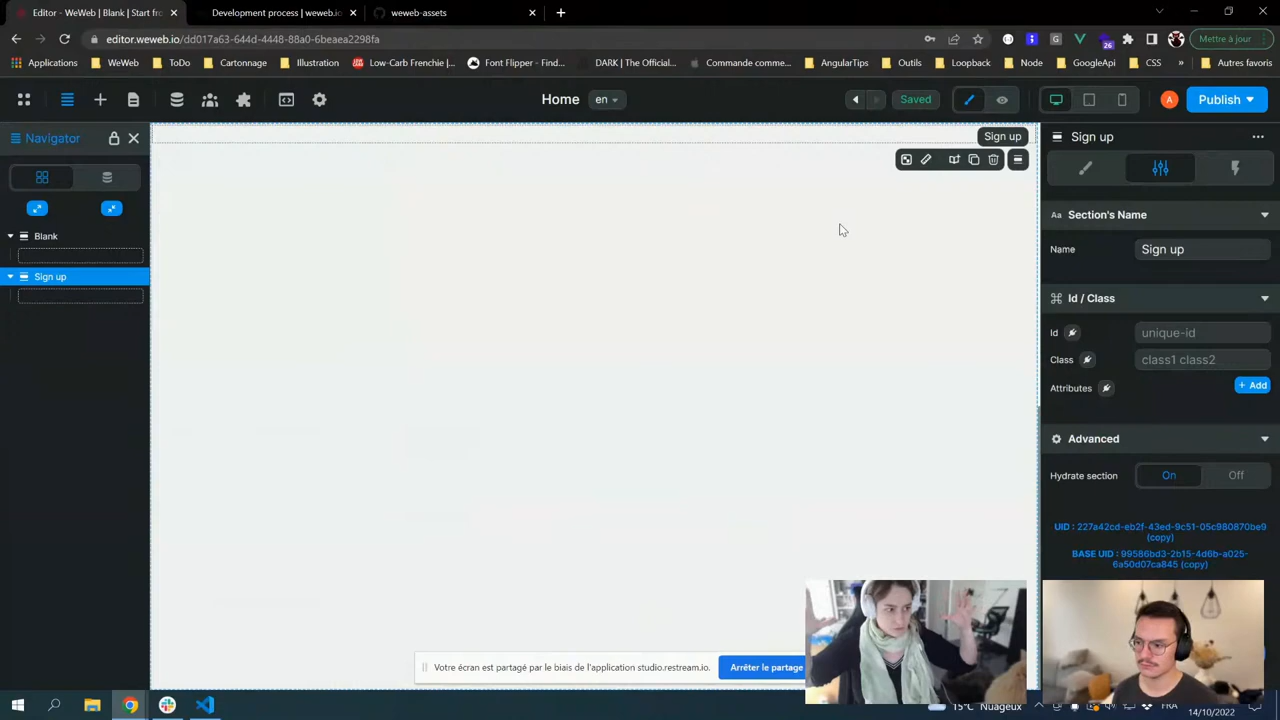 Editor - WeWeb | Blank | Start fro
Development process | weweb.io
weweb-assets
editor.weweb.io/dd017a63-644d-4448-88a0-6beaea2298fa
Mettre à jour
Applications
WeWeb
ToDo
Cartonnage
Illustration
Low-Carb Frenchie |...
Font Flipper - Find...
DARK | The Official...
Commande comme...
AngularTips
Outils
Loopback
Node
GoogleApi
CSS
»
Autres favoris
26
Home
en
Saved
A
Publish
Navigator
Blank
Sign up
Sign up
Sign up
Aa Section's Name
Name
Sign up
Id / Class
Id
unique-id
Class
class1 class2
Attributes
+ Add
Advanced
Hydrate section
On
Off
UID : 227a42cd-eb2f-43ed-9c51-05c980870be9
(copy)
BASE UID : 99586bd3-2b15-4d6b-a025-
6a50d07ca845 (copy)
Votre écran est partagé par le biais de l'application studio.restream.io.
Arrêter le partage
15°C Nuageux
FR
14/10/2022